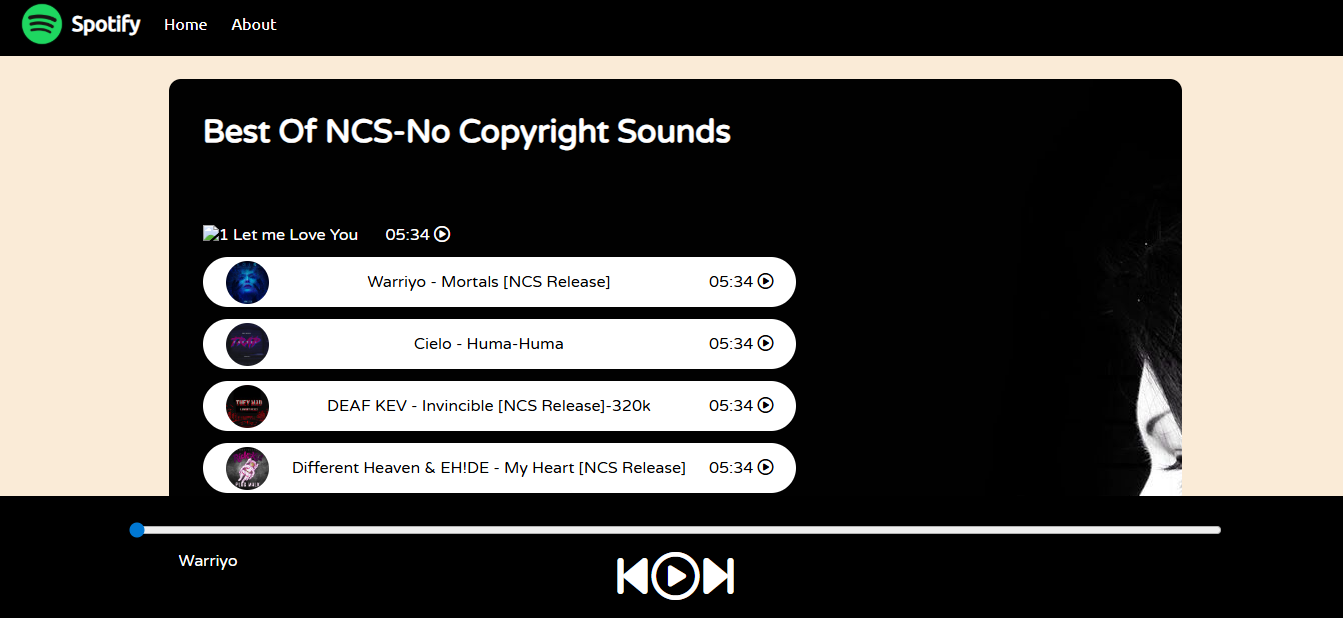 Spotify Home About
Best Of NCS-No Copyright Sounds
1 Let me Love You 05:34
Warriyo - Mortals [NCS Release] 05:34
Cielo - Huma-Huma 05:34
DEAF KEV - Invincible [NCS Release]-320k 05:34
Different Heaven & EH!DE - My Heart [NCS Release] 05:34
Warriyo